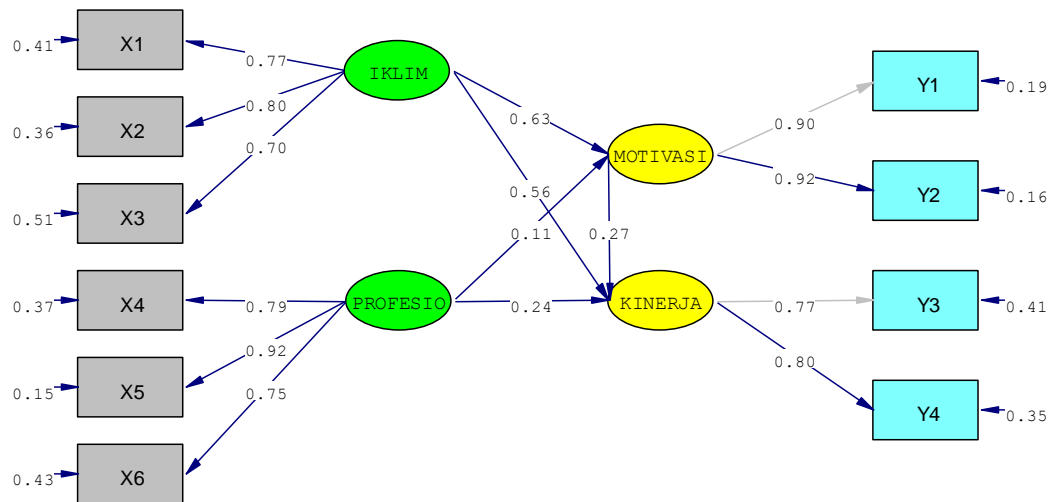 0.41 X1 0.77 IKLIM
0.36 X2 0.80
0.51 X3 0.70
0.37 X4 0.79 PROFESIO
0.15 X5 0.92
0.43 X6 0.75
0.63 MOTIVASI 0.90 Y1 0.19
0.56 0.92 Y2 0.16
0.11 0.27
0.24 KINERJA 0.77 Y3 0.41
0.80 Y4 0.35